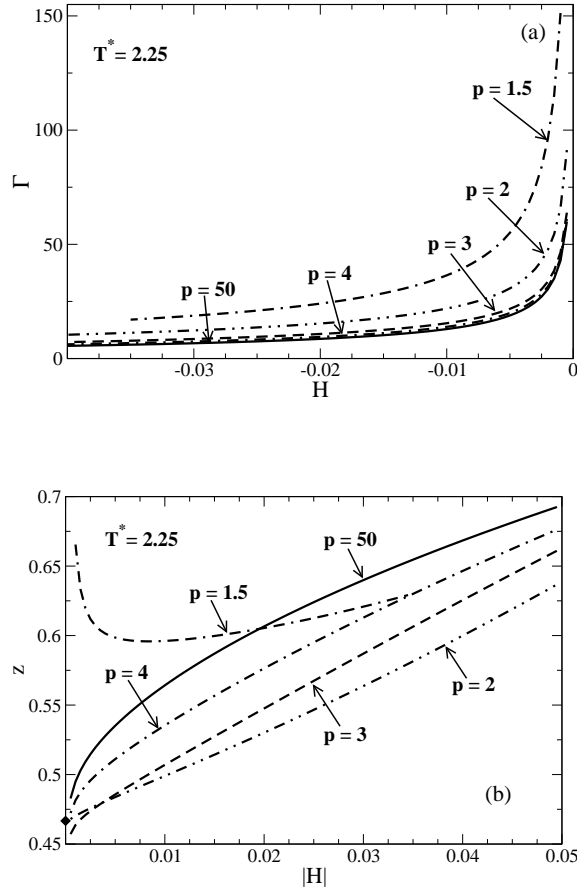 150
(a)
T* = 2.25
p = 1.5
100
Γ
p = 2
p = 3
50
p = 4
p = 50
0
-0.03
-0.02
-0.01
0
H
0.7
T* = 2.25
p = 50
0.65
p = 1.5
0.6
z
p = 4
p = 2
0.55
p = 3
0.5
(b)
0.45
0.01
0.02
0.03
0.04
0.05
|H|